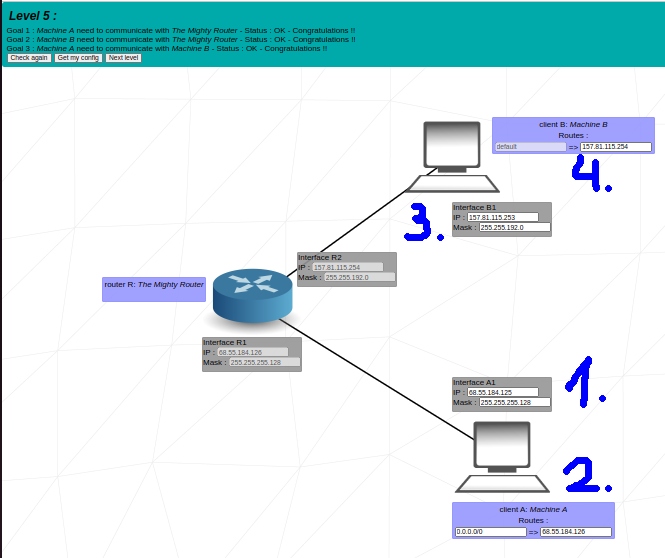 Level 5 :
Goal 1 : Machine A need to communicate with The Mighty Router - Status : OK - Congratulations !!
Goal 2 : Machine B need to communicate with The Mighty Router - Status : OK - Congratulations !!
Goal 3 : Machine A need to communicate with Machine B - Status : OK - Congratulations !!
Check again Get my config Next level
client B: Machine B
Routes :
default => 157.81.115.254
4.
3.
Interface B1
IP : 157.81.115.253
Mask : 255.255.192.0
Interface R2
IP : 157.81.115.254
Mask : 255.255.192.0
router R: The Mighty Router
Interface R1
IP : 68.55.184.126
Mask : 255.255.255.128
Interface A1
IP : 68.55.184.125
Mask : 255.255.255.128
1.
2.
client A: Machine A
Routes :
0.0.0.0/0 => 68.55.184.126